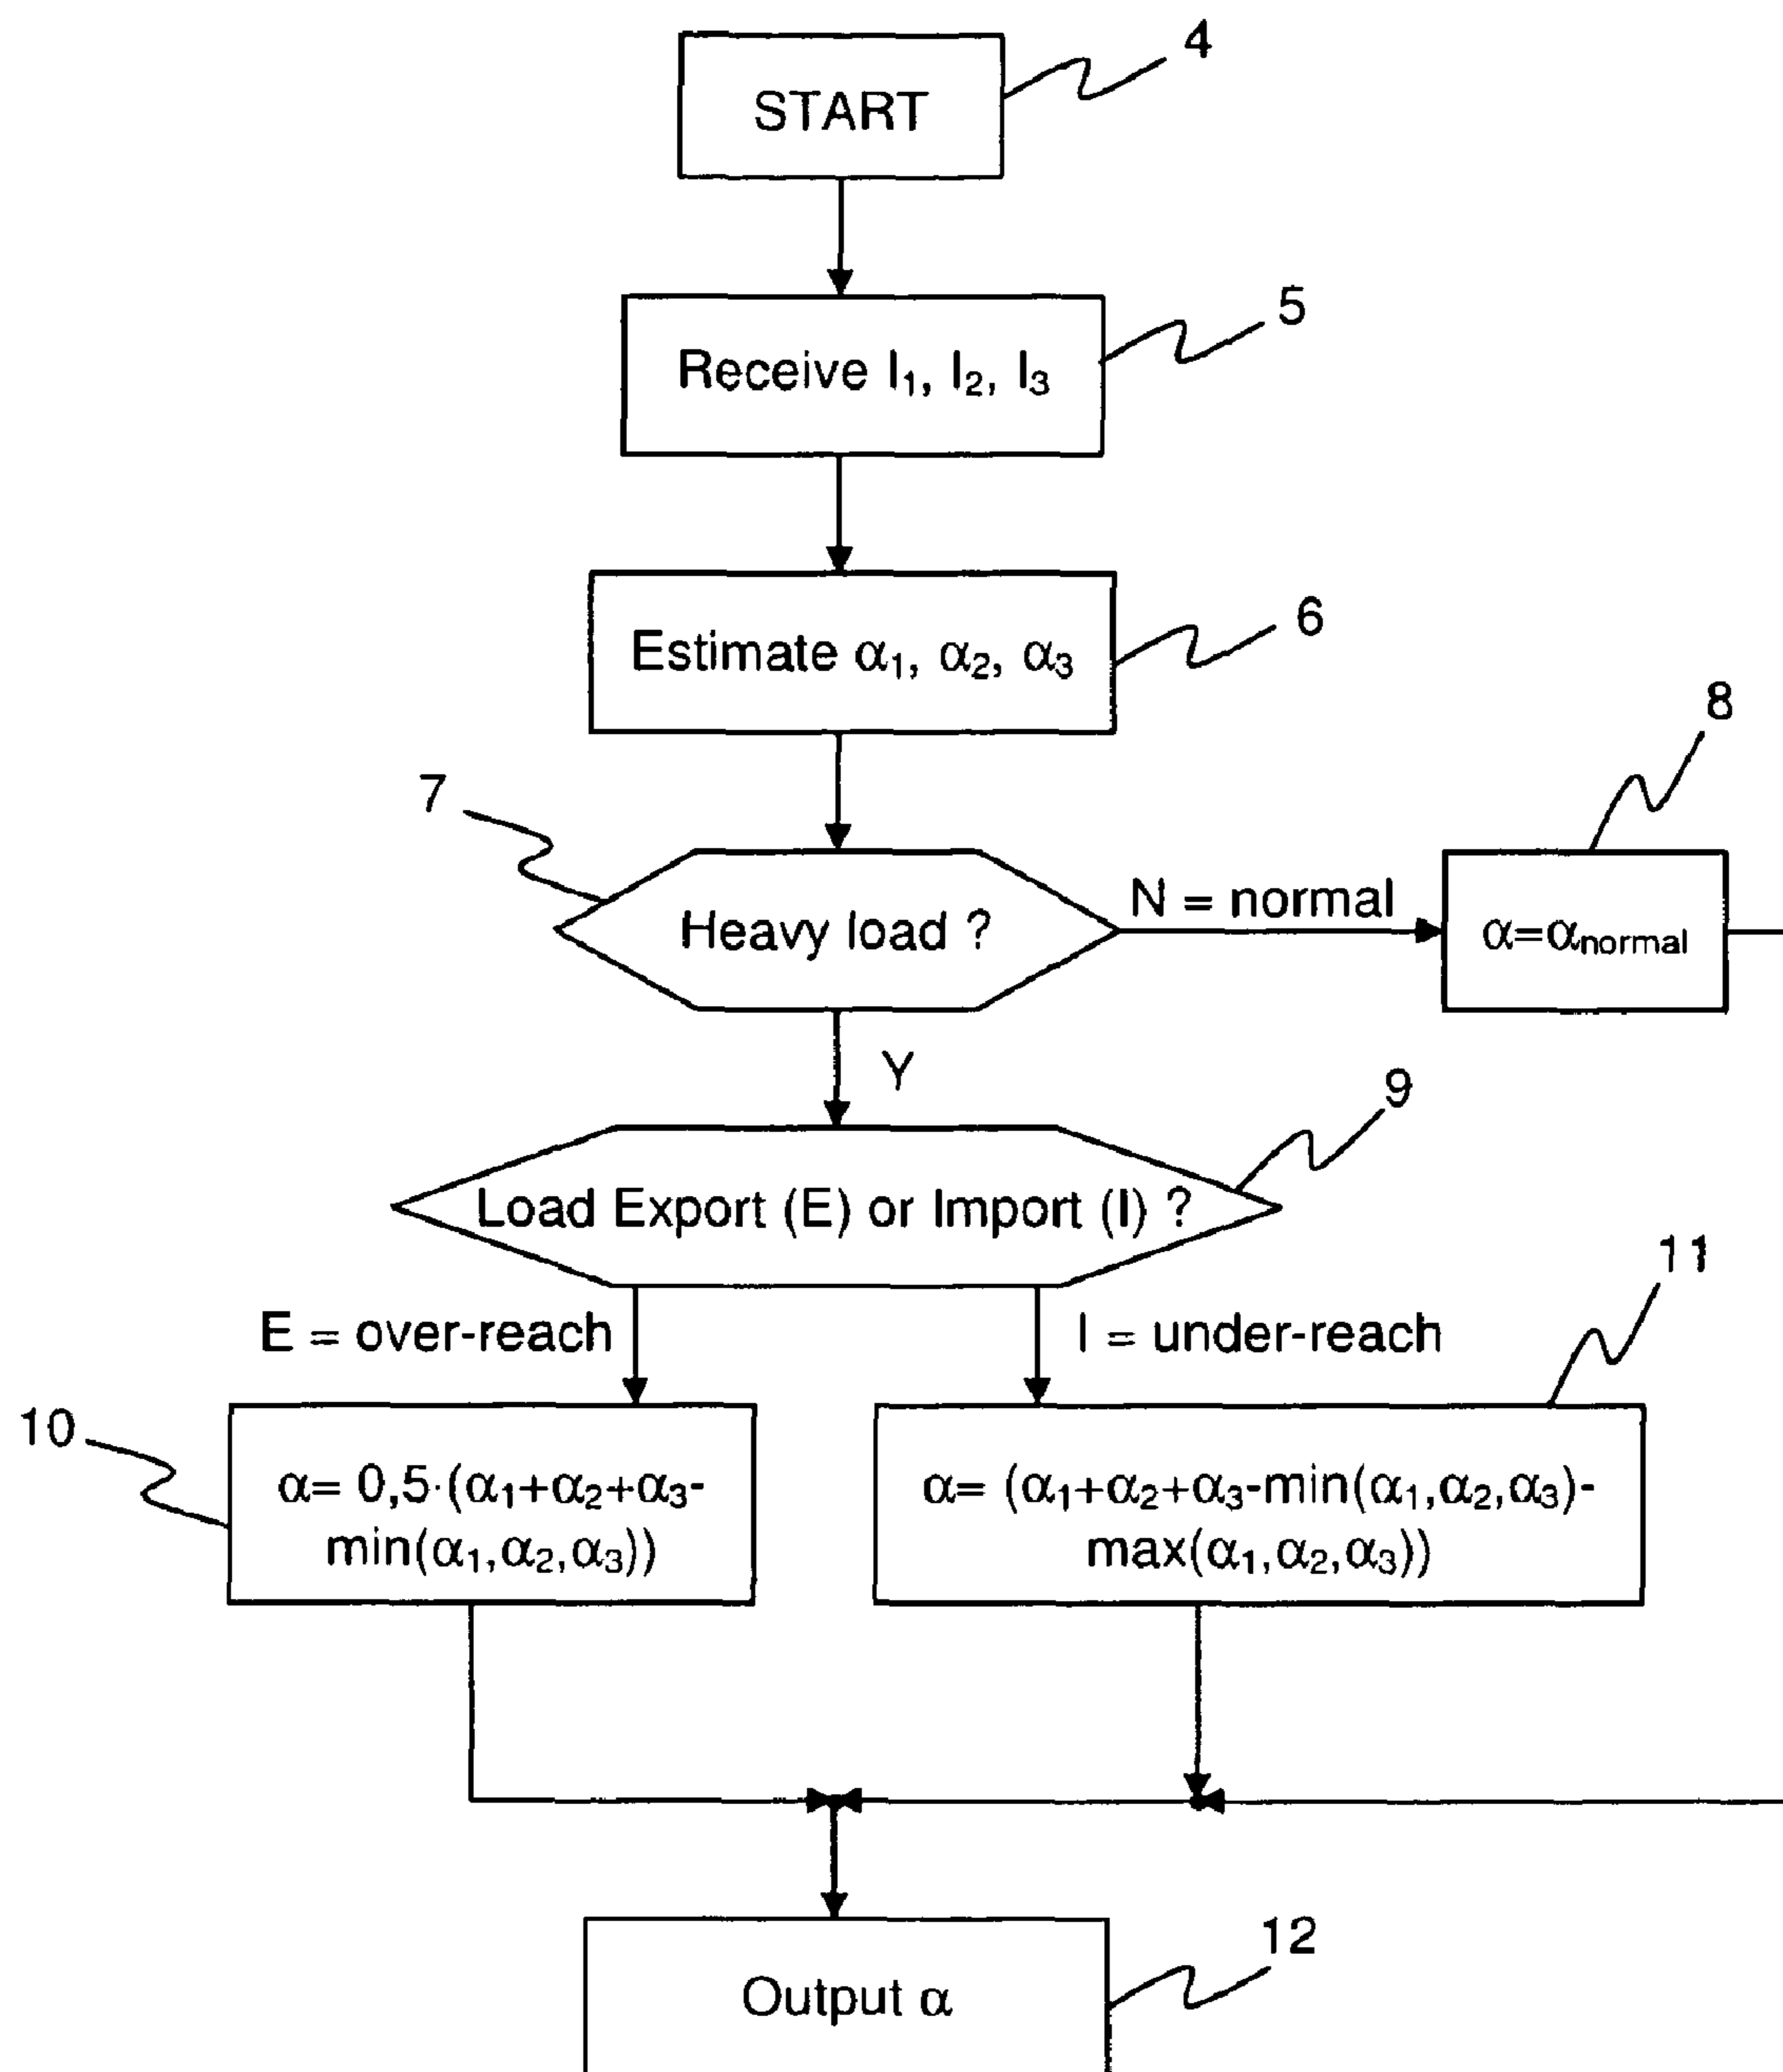 4
START
5
Receive I₁, I₂, I₃
6
Estimate α₁, α₂, α₃
8
7
N = normal
Heavy load ?
α=αnormal
Y
9
Load Export (E) or Import (I) ?
11
E = over-reach
I = under-reach
10
α= 0,5·(α₁+α₂+α₃-
min(α₁,α₂,α₃))
α= (α₁+α₂+α₃-min(α₁,α₂,α₃)-
max(α₁,α₂,α₃))
12
Output α